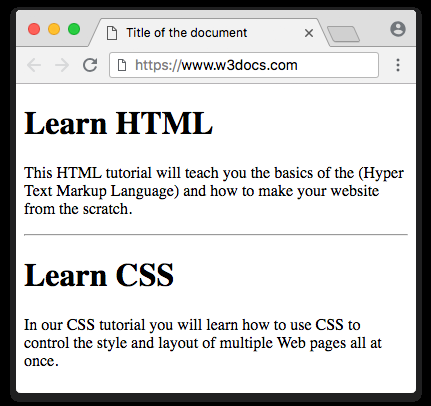 Title of the document
https://www.w3docs.com
Learn HTML
This HTML tutorial will teach you the basics of the (Hyper
Text Markup Language) and how to make your website
from the scratch.
Learn CSS
In our CSS tutorial you will learn how to use CSS to
control the style and layout of multiple Web pages all at
once.